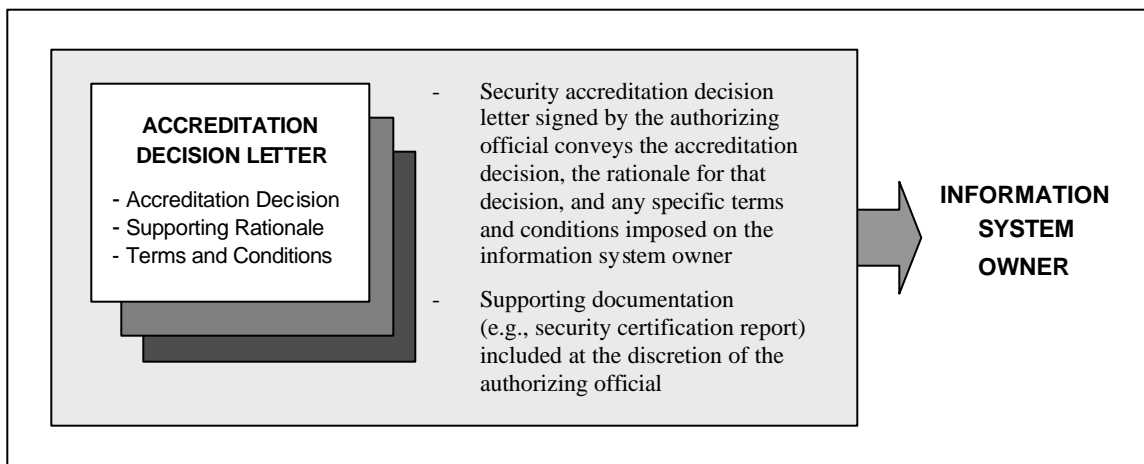 ACCREDITATION
DECISION LETTER
- Accreditation Decision
- Supporting Rationale
- Terms and Conditions
- Security accreditation decision
letter signed by the authorizing
official conveys the accreditation
decision, the rationale for that
decision, and any specific terms
and conditions imposed on the
information system owner
- Supporting documentation
(e.g., security certification report)
included at the discretion of the
authorizing official
INFORMATION
SYSTEM
OWNER